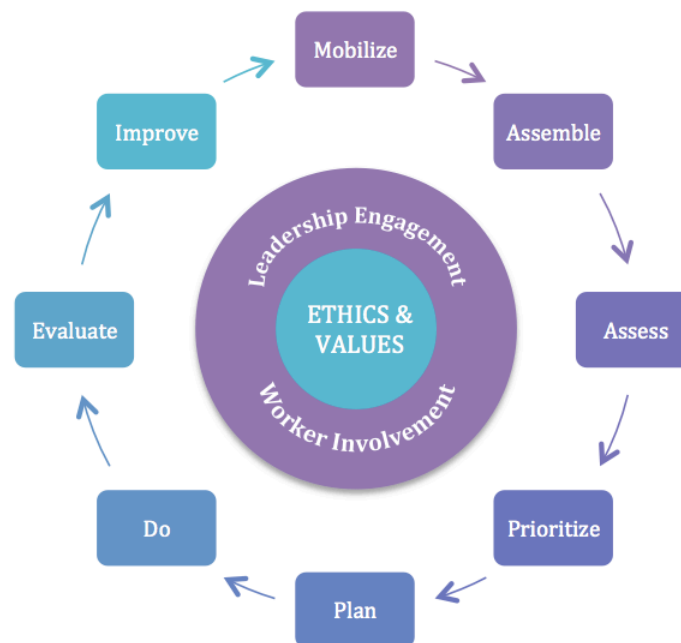 Mobilize
Assemble
Assess
Prioritize
Plan
Do
Evaluate
Improve
Leadership Engagement
ETHICS &
VALUES
Worker Involvement